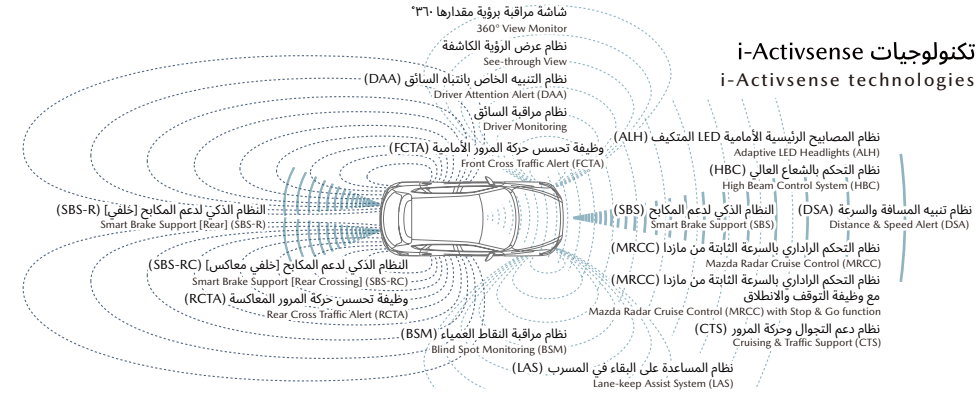 تكنولوجيات i-Activsense
i-Activsense technologies
شاشة مراقبة برؤية مقدارها ٣٦٠°
360° View Monitor
نظام عرض الرؤية الكاشفة
See-through View
نظام التنبيه الخاص بانتباه السائق (DAA)
Driver Attention Alert (DAA)
نظام مراقبة السائق
Driver Monitoring
وظيفة تحسس حركة المرور الأمامية (FCTA)
Front Cross Traffic Alert (FCTA)
نظام المصابيح الرئيسية الأمامية LED المتكيف (ALH)
Adaptive LED Headlights (ALH)
نظام التحكم بالشعاع العالي (HBC)
High Beam Control System (HBC)
نظام تنبيه المسافة والسرعة (DSA)
Distance & Speed Alert (DSA)
النظام الذكي لدعم المكابح (SBS)
Smart Brake Support (SBS)
النظام الذكي لدعم المكابح [خلفي] (SBS-R)
Smart Brake Support [Rear] (SBS-R)
نظام التحكم الراداري بالسرعة الثابتة من مازدا (MRCC)
Mazda Radar Cruise Control (MRCC)
النظام الذكي لدعم المكابح [خلفي معاكس] (SBS-RC)
Smart Brake Support [Rear Crossing] (SBS-RC)
نظام التحكم الراداري بالسرعة الثابتة من مازدا (MRCC)
مع وظيفة التوقف والانطلاق
Mazda Radar Cruise Control (MRCC) with Stop & Go function
وظيفة تحسس حركة المرور المعاكسة (RCTA)
Rear Cross Traffic Alert (RCTA)
نظام دعم التجوال وحركة المرور (CTS)
Cruising & Traffic Support (CTS)
نظام مراقبة النقاط العمياء (BSM)
Blind Spot Monitoring (BSM)
نظام المساعدة على البقاء في المسرب (LAS)
Lane-keep Assist System (LAS)